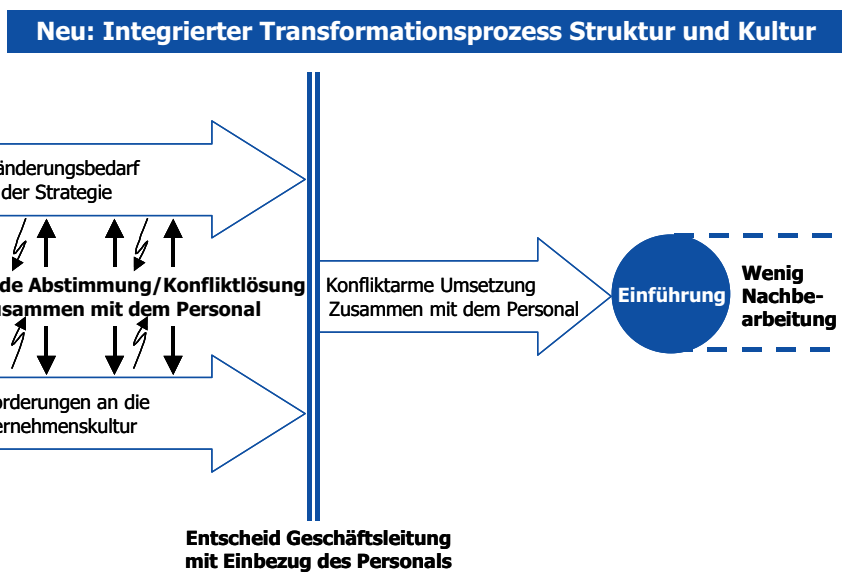 Neu: Integrierter Transformationsprozess Struktur und Kultur
änderungsbedarf
der Strategie
de Abstimmung/Konfliktlösung
usammen mit dem Personal
orderungen an die
ernehmenskultur
Konfliktarme Umsetzung
Zusammen mit dem Personal
Einführung
Wenig
Nachbe-
arbeitung
Entscheid Geschäftsleitung
mit Einbezug des Personals